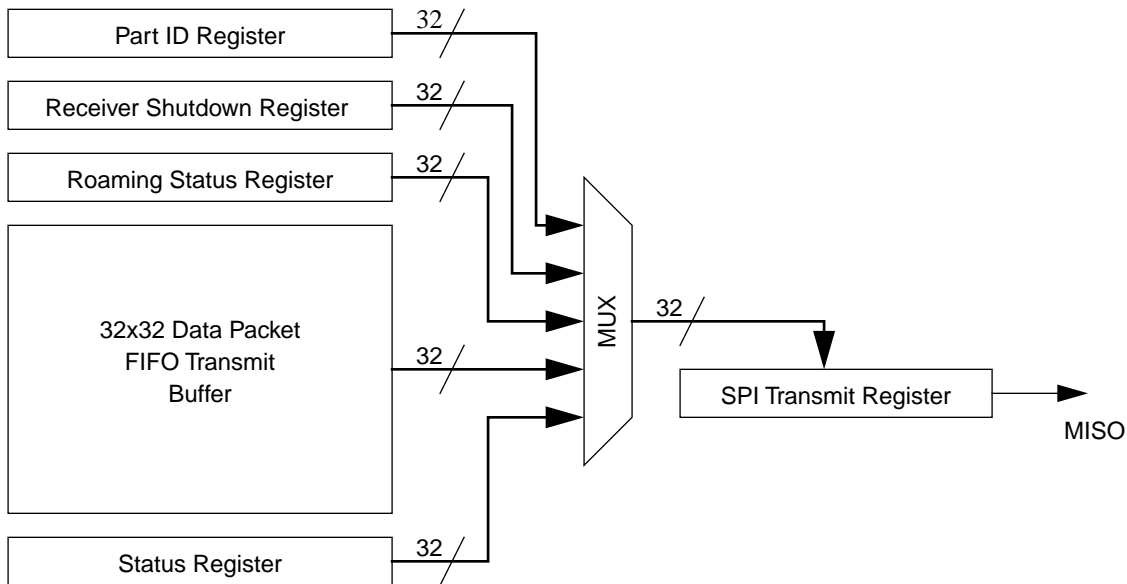 32
Part ID Register
32
Receiver Shutdown Register
32
Roaming Status Register
32x32 Data Packet
FIFO Transmit
Buffer
32
MUX
32
SPI Transmit Register
MISO
32
Status Register